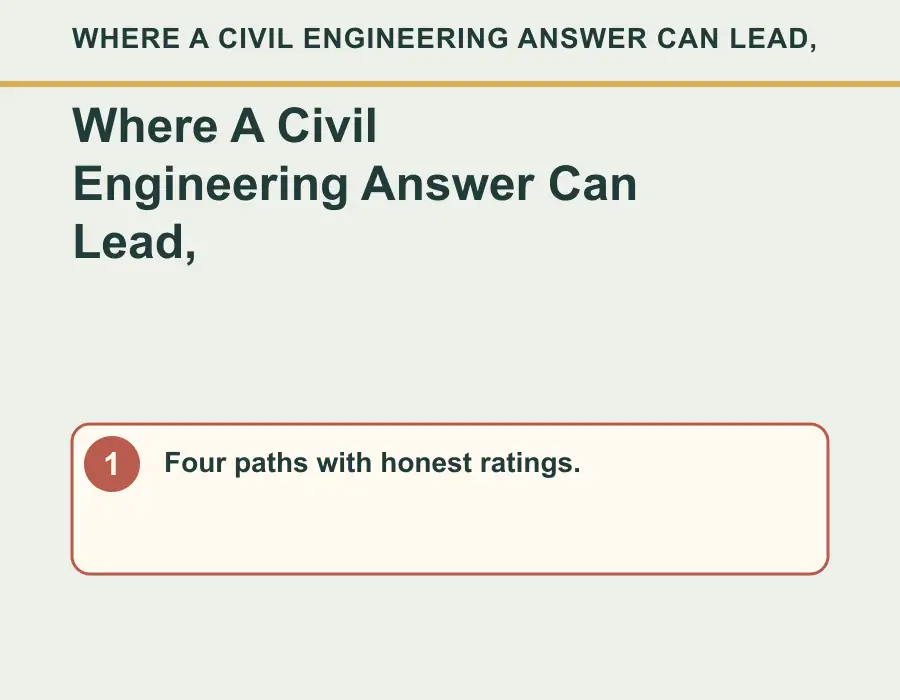 WHERE A CIVIL ENGINEERING ANSWER CAN LEAD,
Where A Civil
Engineering Answer Can
Lead,
1
Four paths with honest ratings.